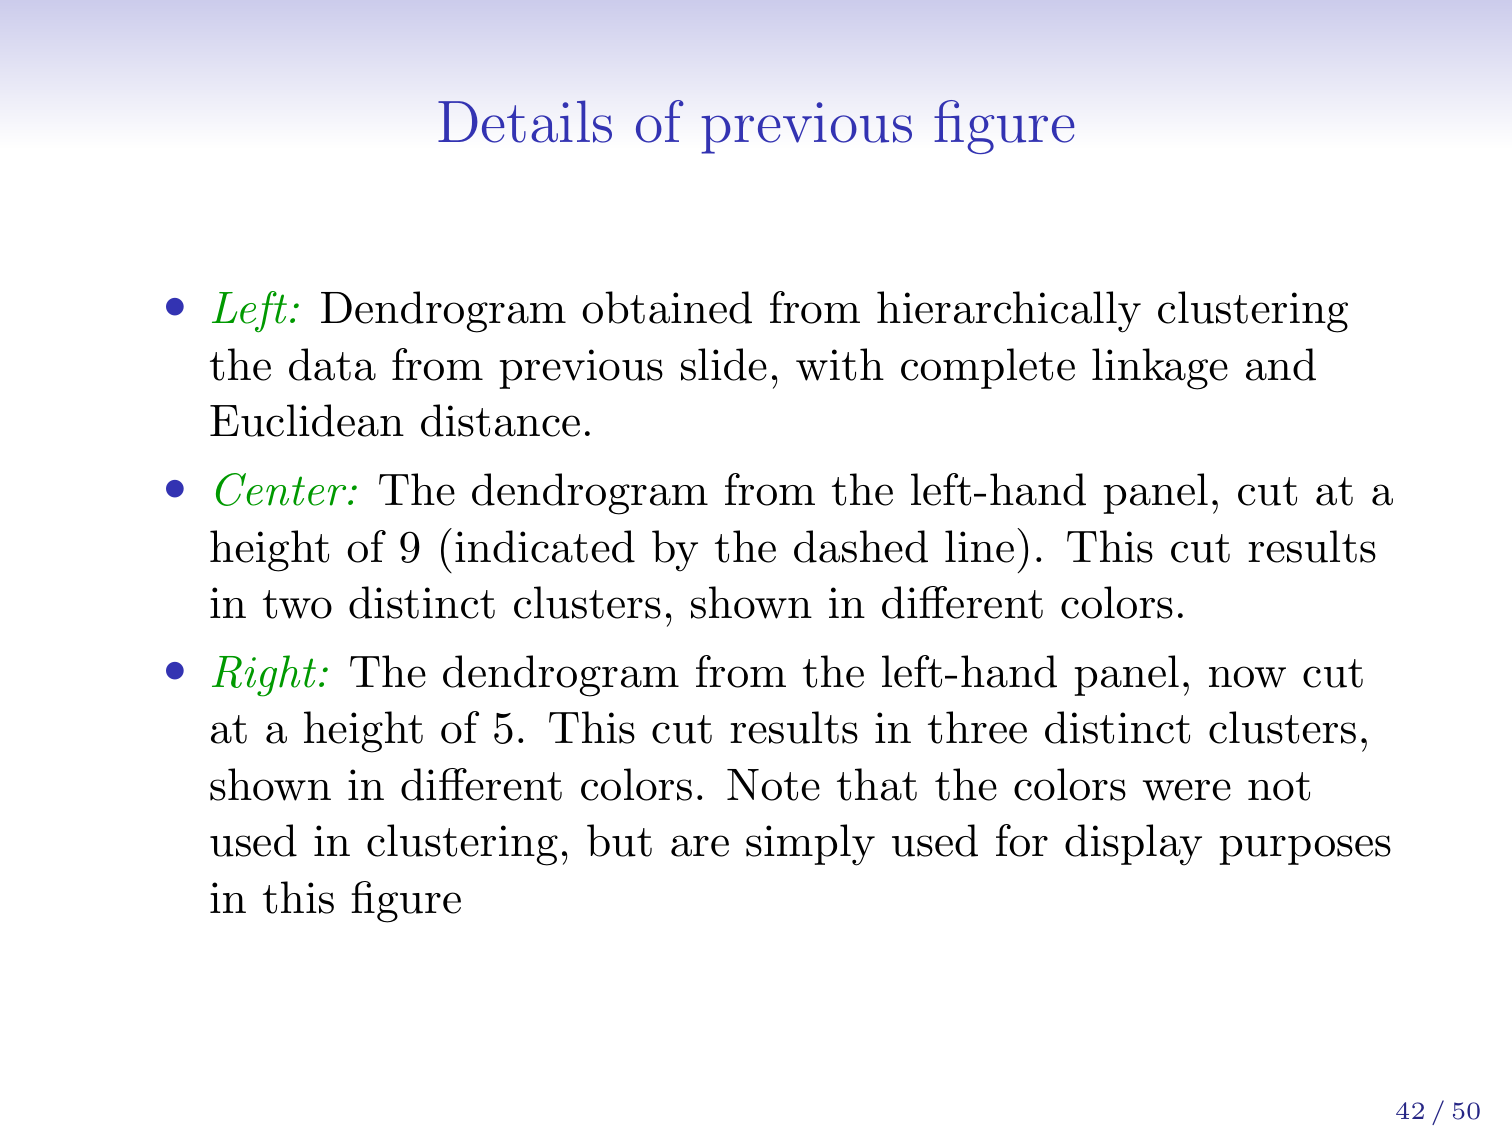 Details of previous figure
• Left: Dendrogram obtained from hierarchically clustering
the data from previous slide, with complete linkage and
Euclidean distance.
• Center: The dendrogram from the left-hand panel, cut at a
height of 9 (indicated by the dashed line). This cut results
in two distinct clusters, shown in different colors.
• Right: The dendrogram from the left-hand panel, now cut
at a height of 5. This cut results in three distinct clusters,
shown in different colors. Note that the colors were not
used in clustering, but are simply used for display purposes
in this figure
42 / 50